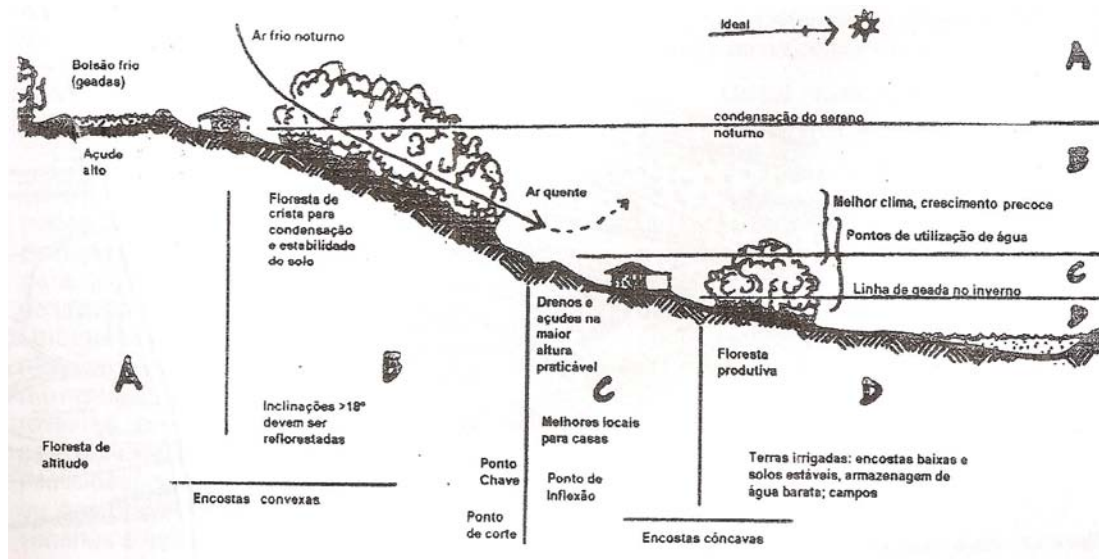 Ar frio noturno
Ideal
A
Bolsão frio
(geadas)
condensação do sereno
noturno
Açude
alto
B
Floresta de
crista para
condensação
e estabilidade
do solo
Ar quente
Melhor clima, crescimento precoce
Pontos de utilização de água
C
Linha de geada no inverno
D
Drenos e
açudes na
maior
altura
praticável
Floresta
produtiva
A
B
C
D
Inclinações >18º
devem ser
reflorestadas
Melhores locais
para casas
Floresta de
altitude
Terras irrigadas: encostas baixas e
solos estáveis, armazenagem de
água barata; campos
Ponto
Chave
Ponto de
Inflexão
Encostas convexas
Ponto
de corte
Encostas côncavas